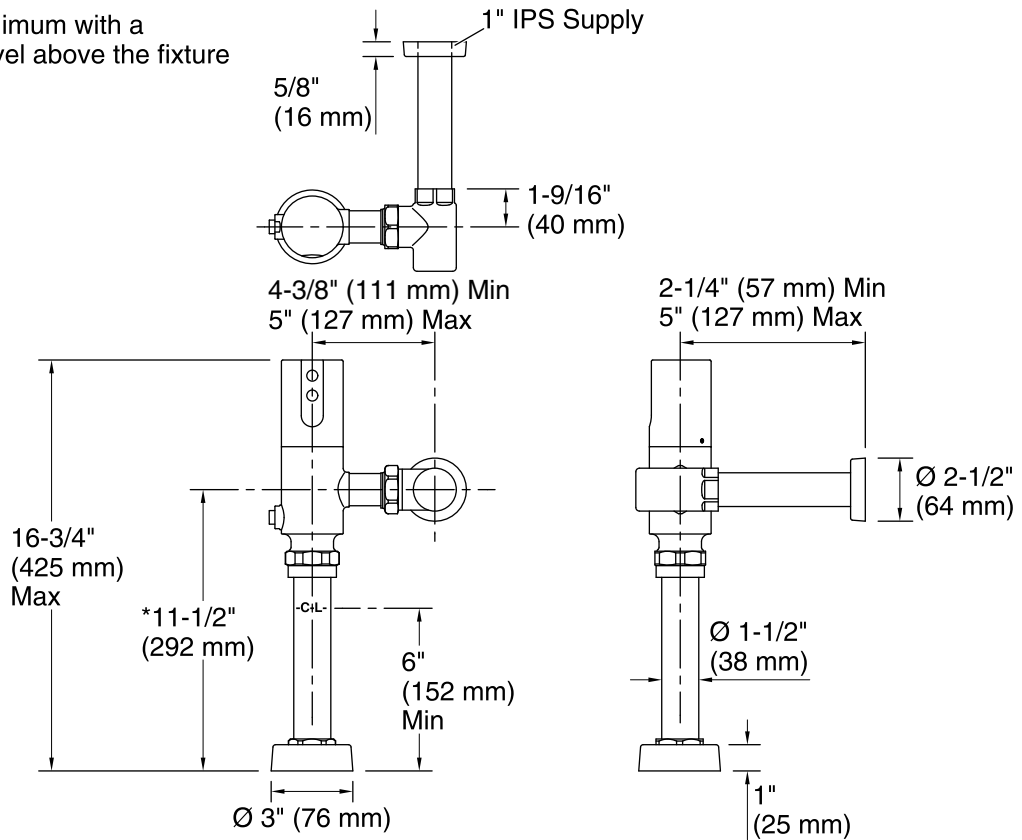 imum with a
vel above the fixture
1" IPS Supply
5/8"
(16 mm)
1-9/16"
(40 mm)
4-3/8" (111 mm) Min
5" (127 mm) Max
2-1/4" (57 mm) Min
5" (127 mm) Max
Ø 2-1/2"
(64 mm)
16-3/4"
(425 mm)
Max
*11-1/2"
(292 mm)
-C+L-
6"
(152 mm)
Min
Ø 1-1/2"
(38 mm)
Ø 3" (76 mm)
1"
(25 mm)